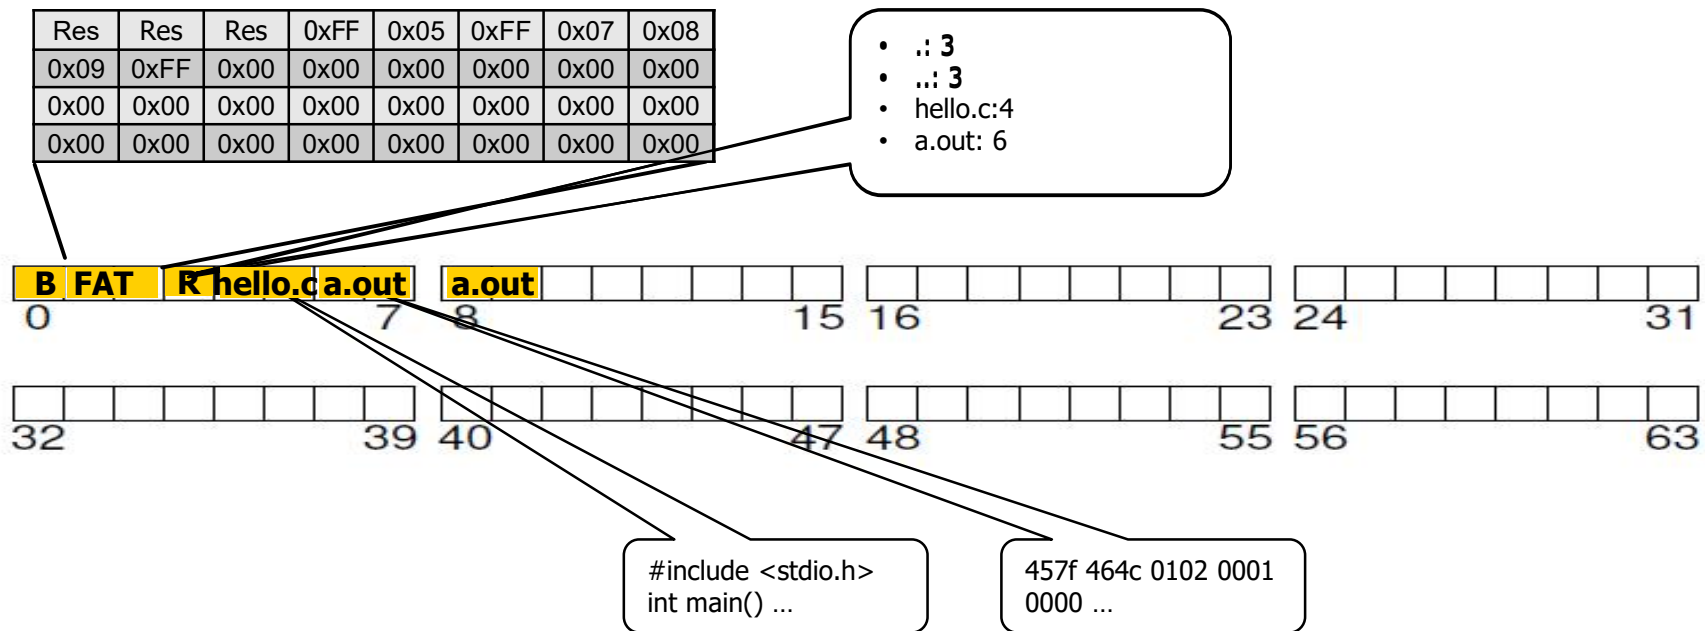 Res Res Res 0xFF 0x05 0xFF 0x07 0x08
0x09 0xFF 0x00 0x00 0x00 0x00 0x00 0x00
0x00 0x00 0x00 0x00 0x00 0x00 0x00 0x00
0x00 0x00 0x00 0x00 0x00 0x00 0x00 0x00
• .: 3
• ..: 3
• hello.c:4
• a.out: 6
B FAT R hello.c a.out a.out
0 7 8 15 16 23 24 31
32 39 40 47 48 55 56 63
#include <stdio.h>
int main() …
457f 464c 0102 0001
0000 …